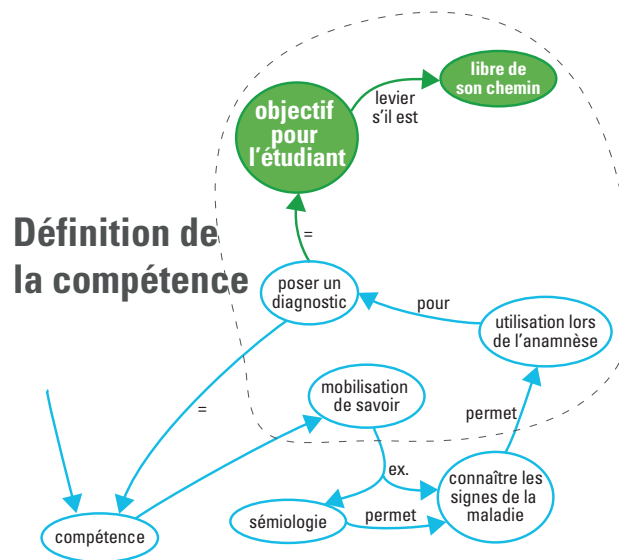 libre de
son chemin
levier
s'il est
objectif
pour
l'étudiant
=
Définition de
la compétence
poser un
diagnostic
pour
utilisation lors
de l'anamnèse
mobilisation
de savoir
=
permet
ex.
connaître les
signes de la
maladie
sémiologie
permet
compétence